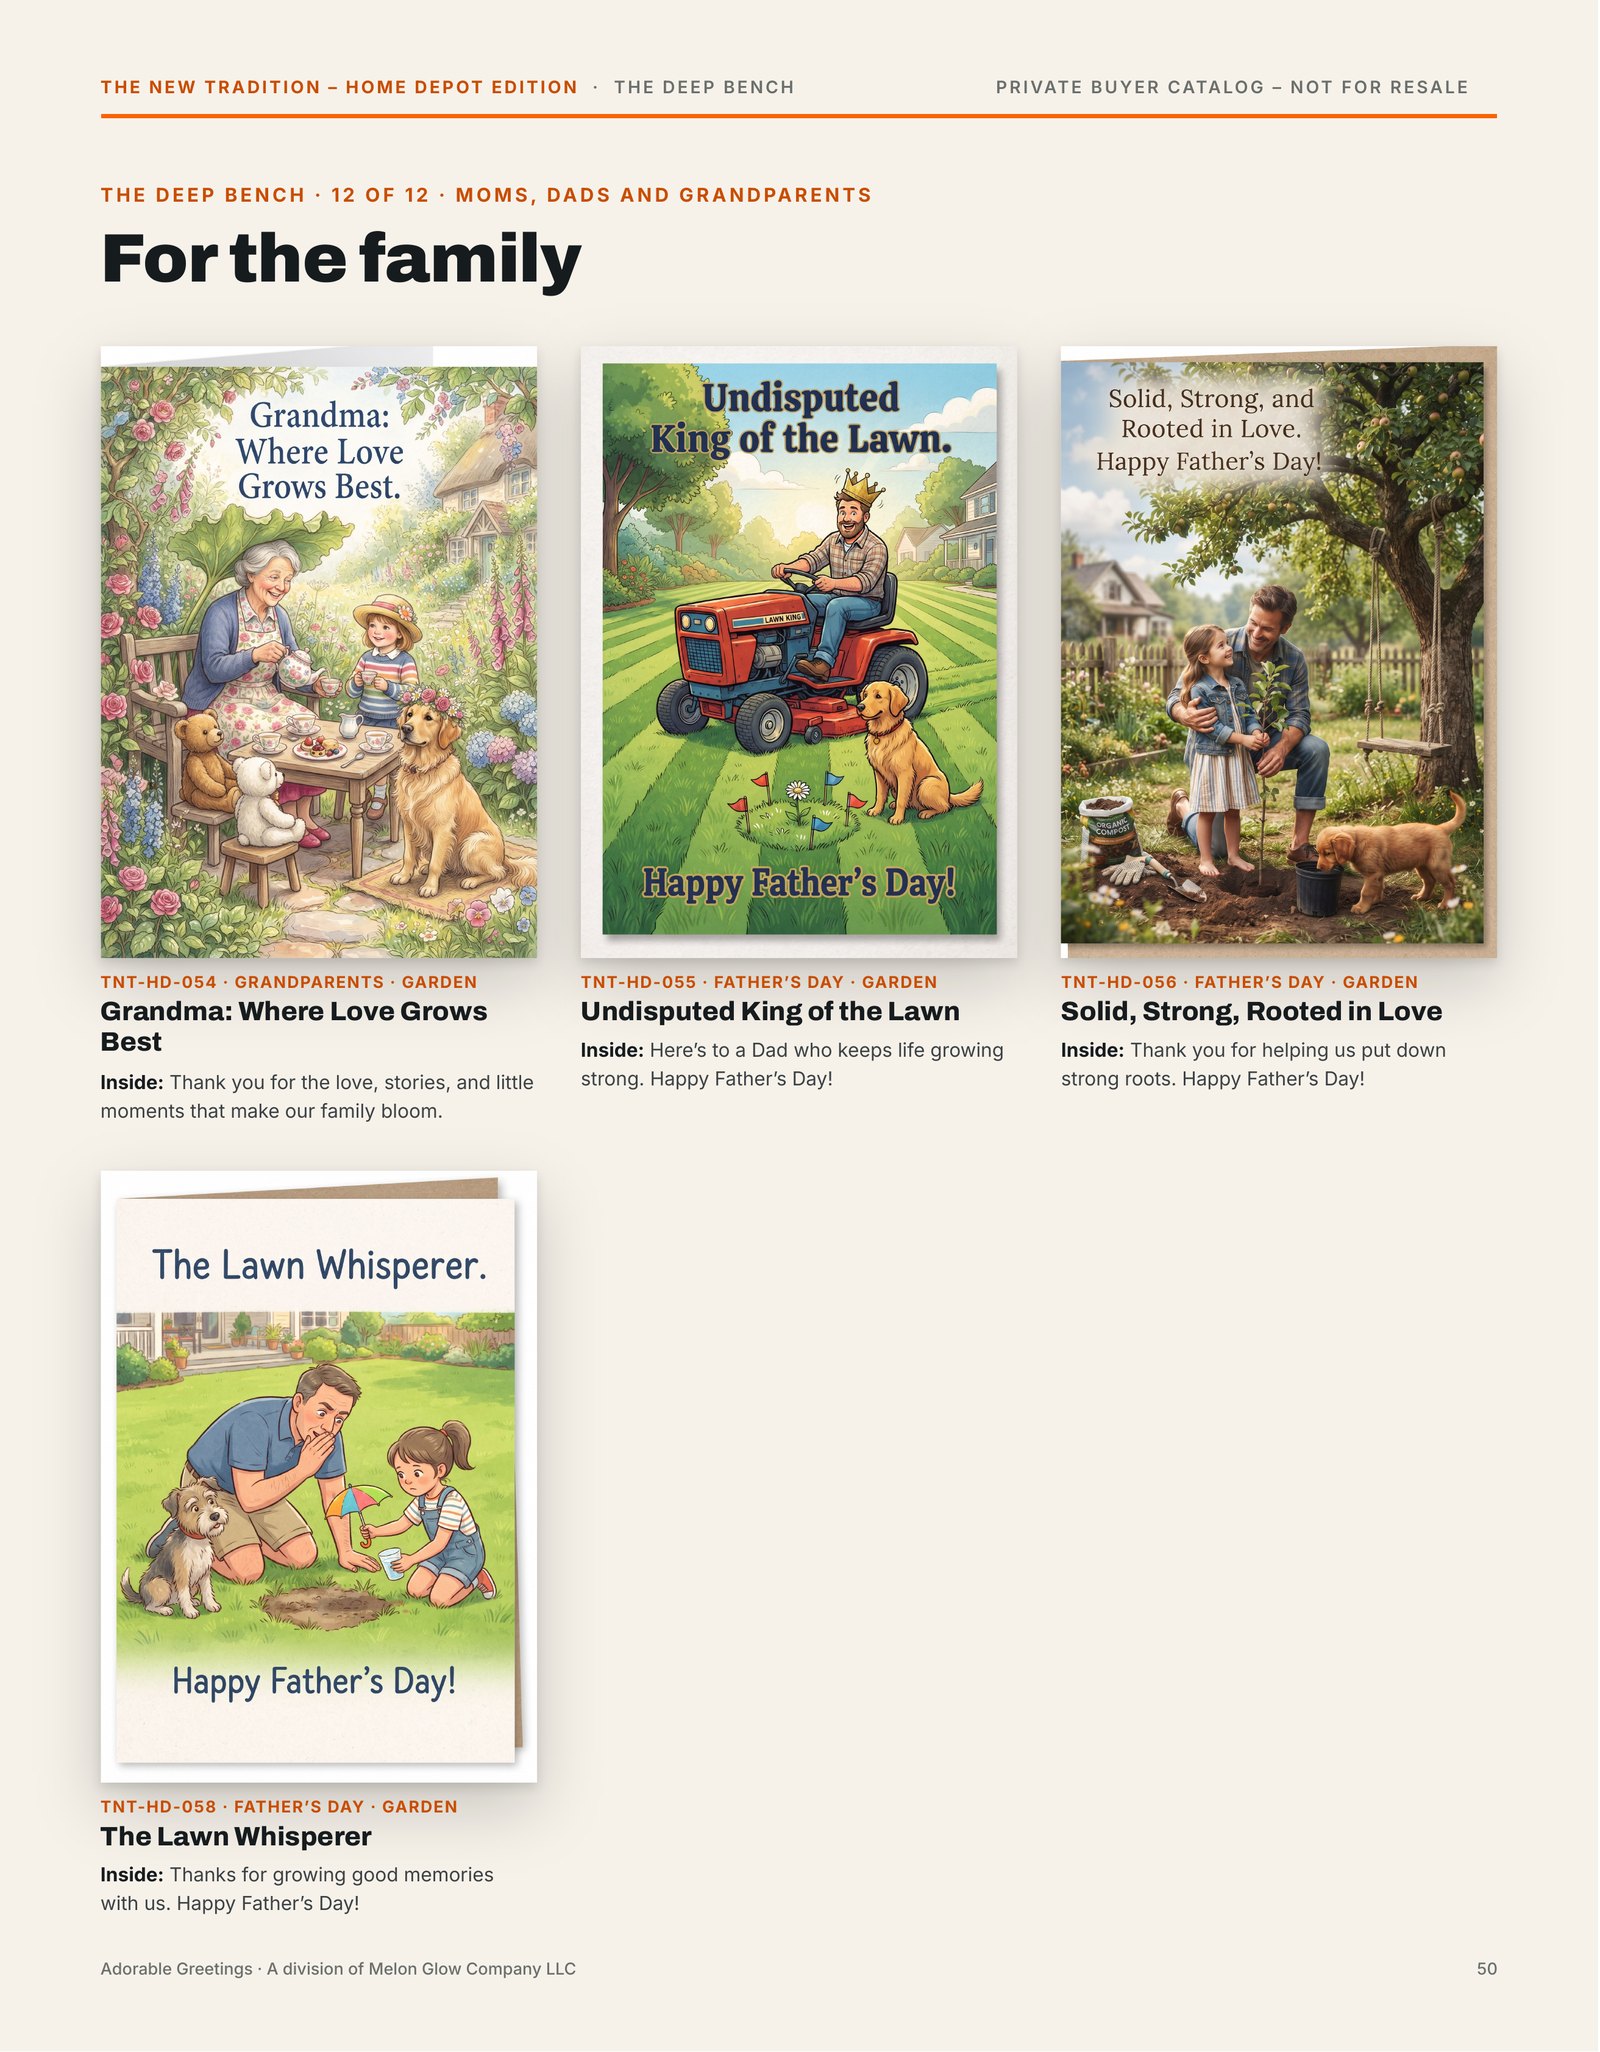 THE NEW TRADITION – HOME DEPOT EDITION · THE DEEP BENCH
PRIVATE BUYER CATALOG – NOT FOR RESALE
THE DEEP BENCH · 12 OF 12 · MOMS, DADS AND GRANDPARENTS
For the family
Grandma:
Where Love
Grows Best.
TNT-HD-054 · GRANDPARENTS · GARDEN
Grandma: Where Love Grows
Best
Inside: Thank you for the love, stories, and little
moments that make our family bloom.
Undisputed
King of the Lawn.
LAWN KING
Happy Father’s Day!
TNT-HD-055 · FATHER’S DAY · GARDEN
Undisputed King of the Lawn
Inside: Here’s to a Dad who keeps life growing
strong. Happy Father’s Day!
Solid, Strong, and
Rooted in Love.
Happy Father’s Day!
ORGANIC
COMPOST
TNT-HD-056 · FATHER’S DAY · GARDEN
Solid, Strong, Rooted in Love
Inside: Thank you for helping us put down
strong roots. Happy Father’s Day!
The Lawn Whisperer.
Happy Father’s Day!
TNT-HD-058 · FATHER’S DAY · GARDEN
The Lawn Whisperer
Inside: Thanks for growing good memories
with us. Happy Father’s Day!
Adorable Greetings · A division of Melon Glow Company LLC
50